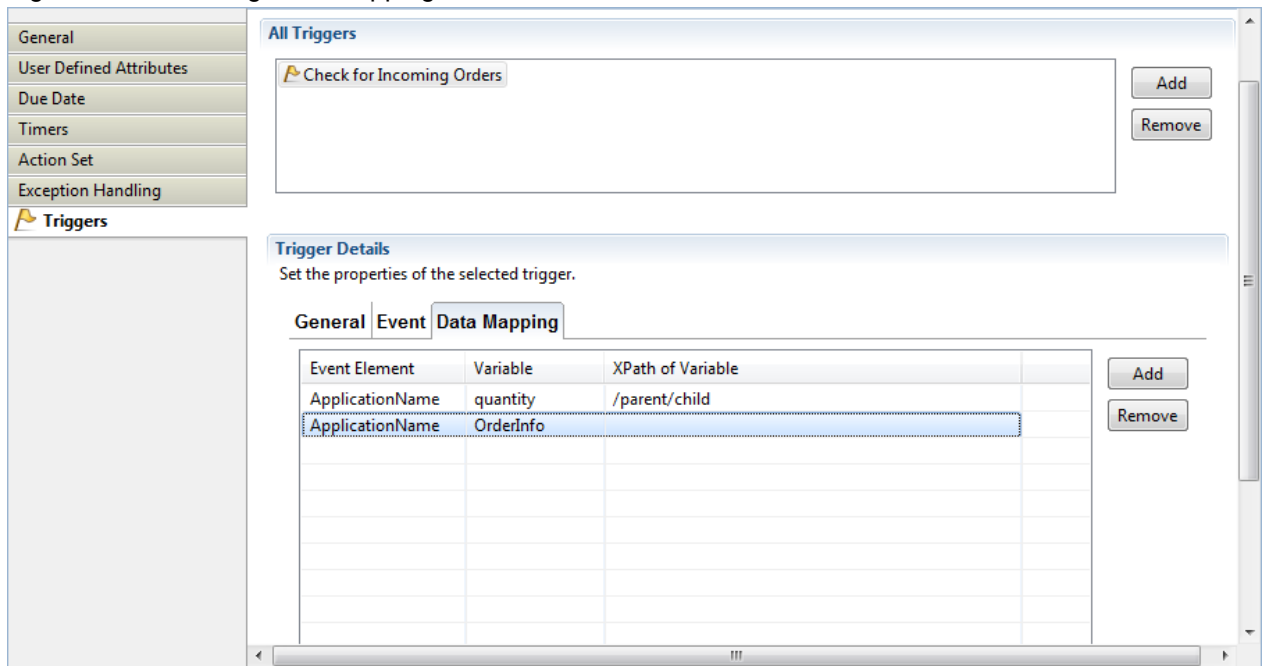 General
User Defined Attributes
Due Date
Timers
Action Set
Exception Handling
Triggers
All Triggers
Check for Incoming Orders
Add
Remove
Trigger Details
Set the properties of the selected trigger.
General Event Data Mapping
Event Element Variable XPath of Variable
ApplicationName quantity /parent/child
ApplicationName OrderInfo
Add
Remove